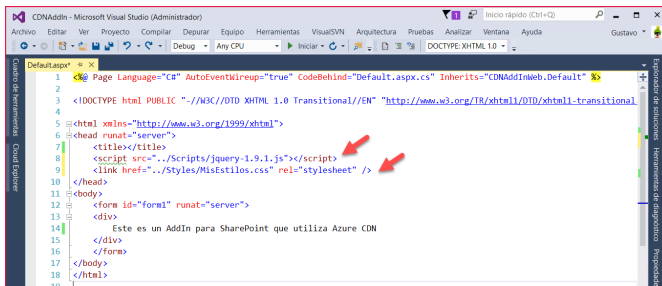 CDNAddIn - Microsoft Visual Studio (Administrador)
1
Inicio rápido (Ctrl+Q)
Archivo Editar Ver Proyecto Compilar Depurar Equipo Herramientas VisualSVN Arquitectura Pruebas Analizar Ventana Ayuda Gustavo
Debug Any CPU Iniciar DOCTYPE: XHTML 1.0
Cuadro de herramientas
Cloud Explorer
Default.aspx*
1 <%@ Page Language="C#" AutoEventWireup="true" CodeBehind="Default.aspx.cs" Inherits="CDNAddInWeb.Default" %>
2
3 <!DOCTYPE html PUBLIC "-//W3C//DTD XHTML 1.0 Transitional//EN" "http://www.w3.org/TR/xhtml1/DTD/xhtml1-transitional
4
5 <html xmlns="http://www.w3.org/1999/xhtml">
6 <head runat="server">
7 <title></title>
8 <script src="../Scripts/jquery-1.9.1.js"></script>
9 <link href="../Styles/MisEstilos.css" rel="stylesheet" />
10 </head>
11 <body>
12 <form id="form1" runat="server">
13 <div>
14 Este es un AddIn para SharePoint que utiliza Azure CDN
15 </div>
16 </form>
17 </body>
18 </html>
Explorador de soluciones
Herramientas de diagnóstico